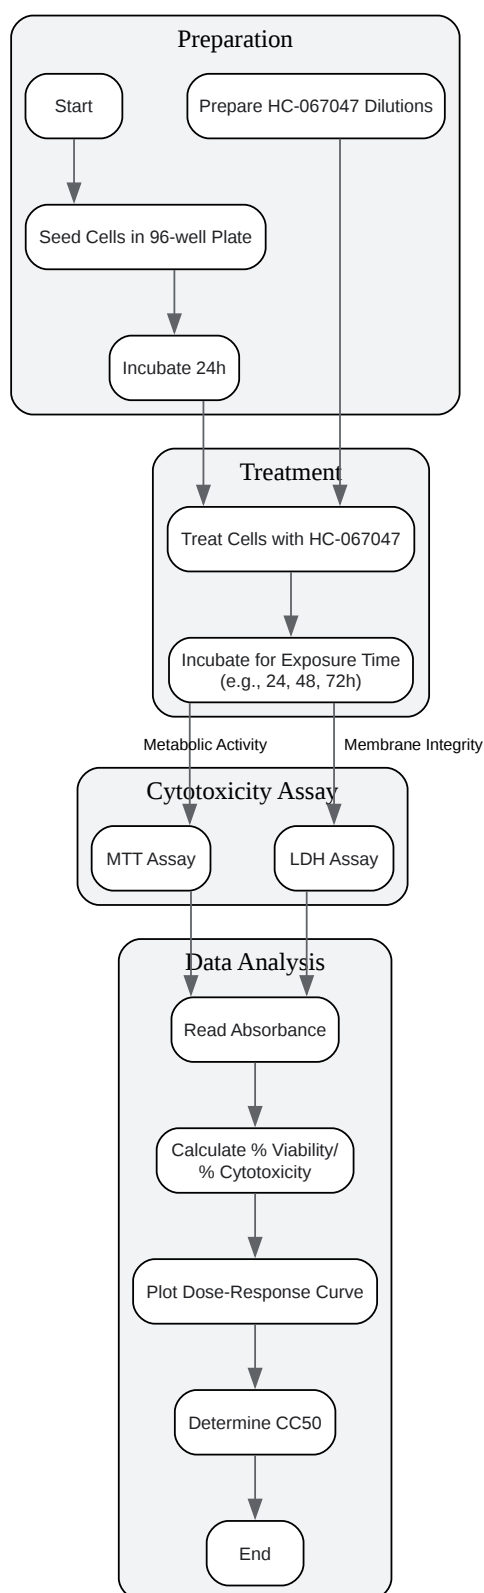 Preparation
Start
Prepare HC-067047 Dilutions
Seed Cells in 96-well Plate
Incubate 24h
Treatment
Treat Cells with HC-067047
Incubate for Exposure Time
(e.g., 24, 48, 72h)
Metabolic Activity
Membrane Integrity
Cytotoxicity Assay
MTT Assay
LDH Assay
Data Analysis
Read Absorbance
Calculate % Viability/
% Cytotoxicity
Plot Dose-Response Curve
Determine CC50
End